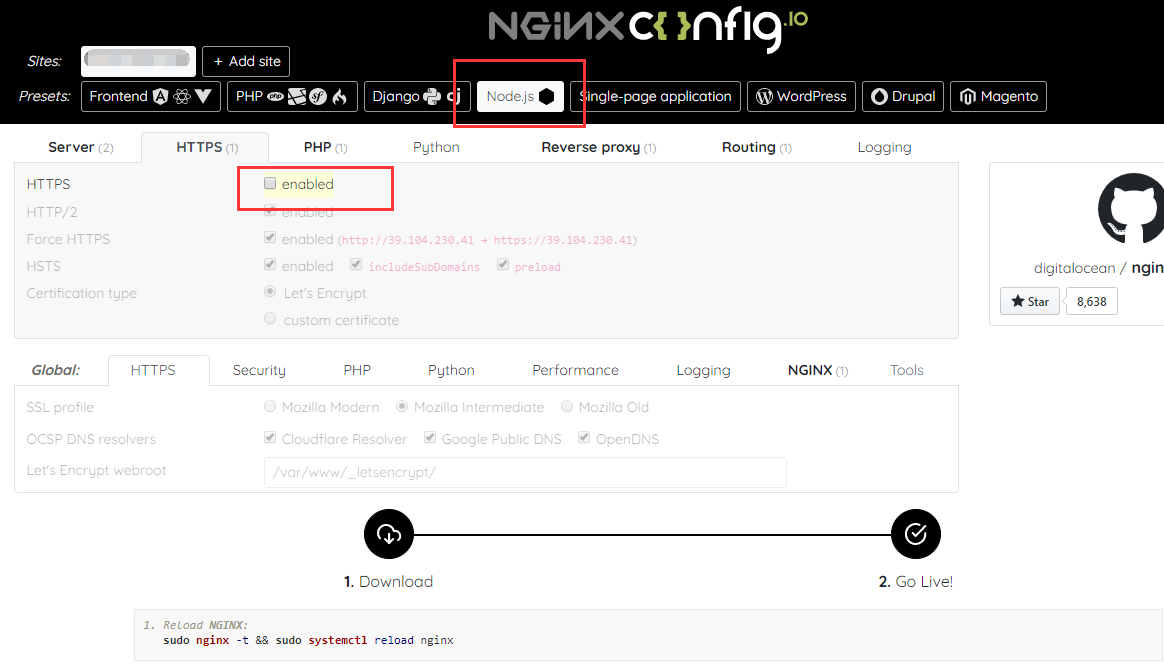 NGINXCONFIG.IO
Sites: + Add site
Presets: Frontend PHP php Django dj Node.js Single-page application WordPress Drupal Magento
Server (2) HTTPS (1) PHP (1) Python Reverse proxy (1) Routing (1) Logging
HTTPS enabled
HTTP/2 enabled
Force HTTPS enabled (http://39.104.230.41 → https://39.104.230.41)
HSTS enabled includeSubDomains preload
Certification type Let's Encrypt
custom certificate
digitalocean / ngin
Star 8,638
Global: HTTPS Security PHP Python Performance Logging NGINX (1) Tools
SSL profile Mozilla Modern Mozilla Intermediate Mozilla Old
OCSP DNS resolvers Cloudflare Resolver Google Public DNS OpenDNS
Let's Encrypt webroot /var/www/_letsencrypt/
1. Download 2. Go Live!
1. Reload NGINX:
sudo nginx -t && sudo systemctl reload nginx